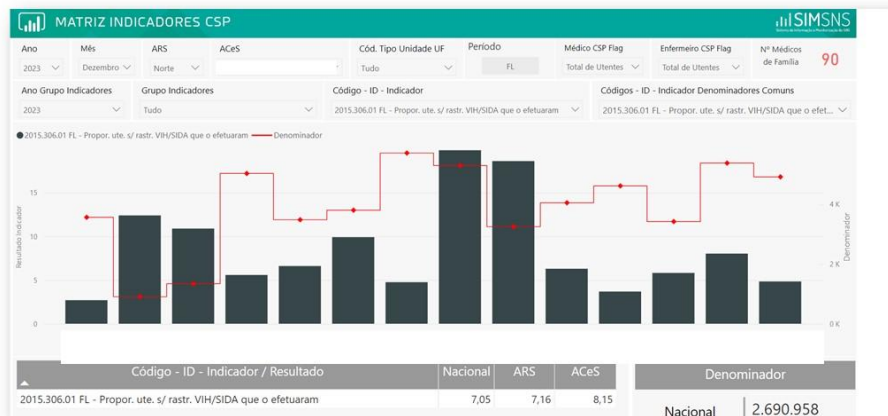 MATRIZ INDICADORES CSP
SIMSNS
Ano
Mês
ARS
ACeS
Cód. Tipo Unidade UF
Período
Médico CSP Flag
Enfermeiro CSP Flag
Nº Médicos de Família
90
2023
Dezembro
Norte
Tudo
FL
Total de Utentes
Total de Utentes
Ano Grupo Indicadores
Grupo Indicadores
Código - ID - Indicador
Códigos - ID - Indicador Denominadores Comuns
2023
Tudo
2015.306.01 FL - Propor. ute. s/ rastr. VIH/SIDA que o efetuaram
2015.306.01 FL - Propor. ute. s/ rastr. VIH/SIDA que o efet...
2015.306.01 FL - Propor. ute. s/ rastr. VIH/SIDA que o efetuaram
Denominador
Resultado Indicador
15
10
5
0
4 K
2 K
0 K
Denominador
Código - ID - Indicador / Resultado
Nacional
ARS
ACeS
2015.306.01 FL - Propor. ute. s/ rastr. VIH/SIDA que o efetuaram
7,05
7,16
8,15
Denominador
Nacional
2.690.958